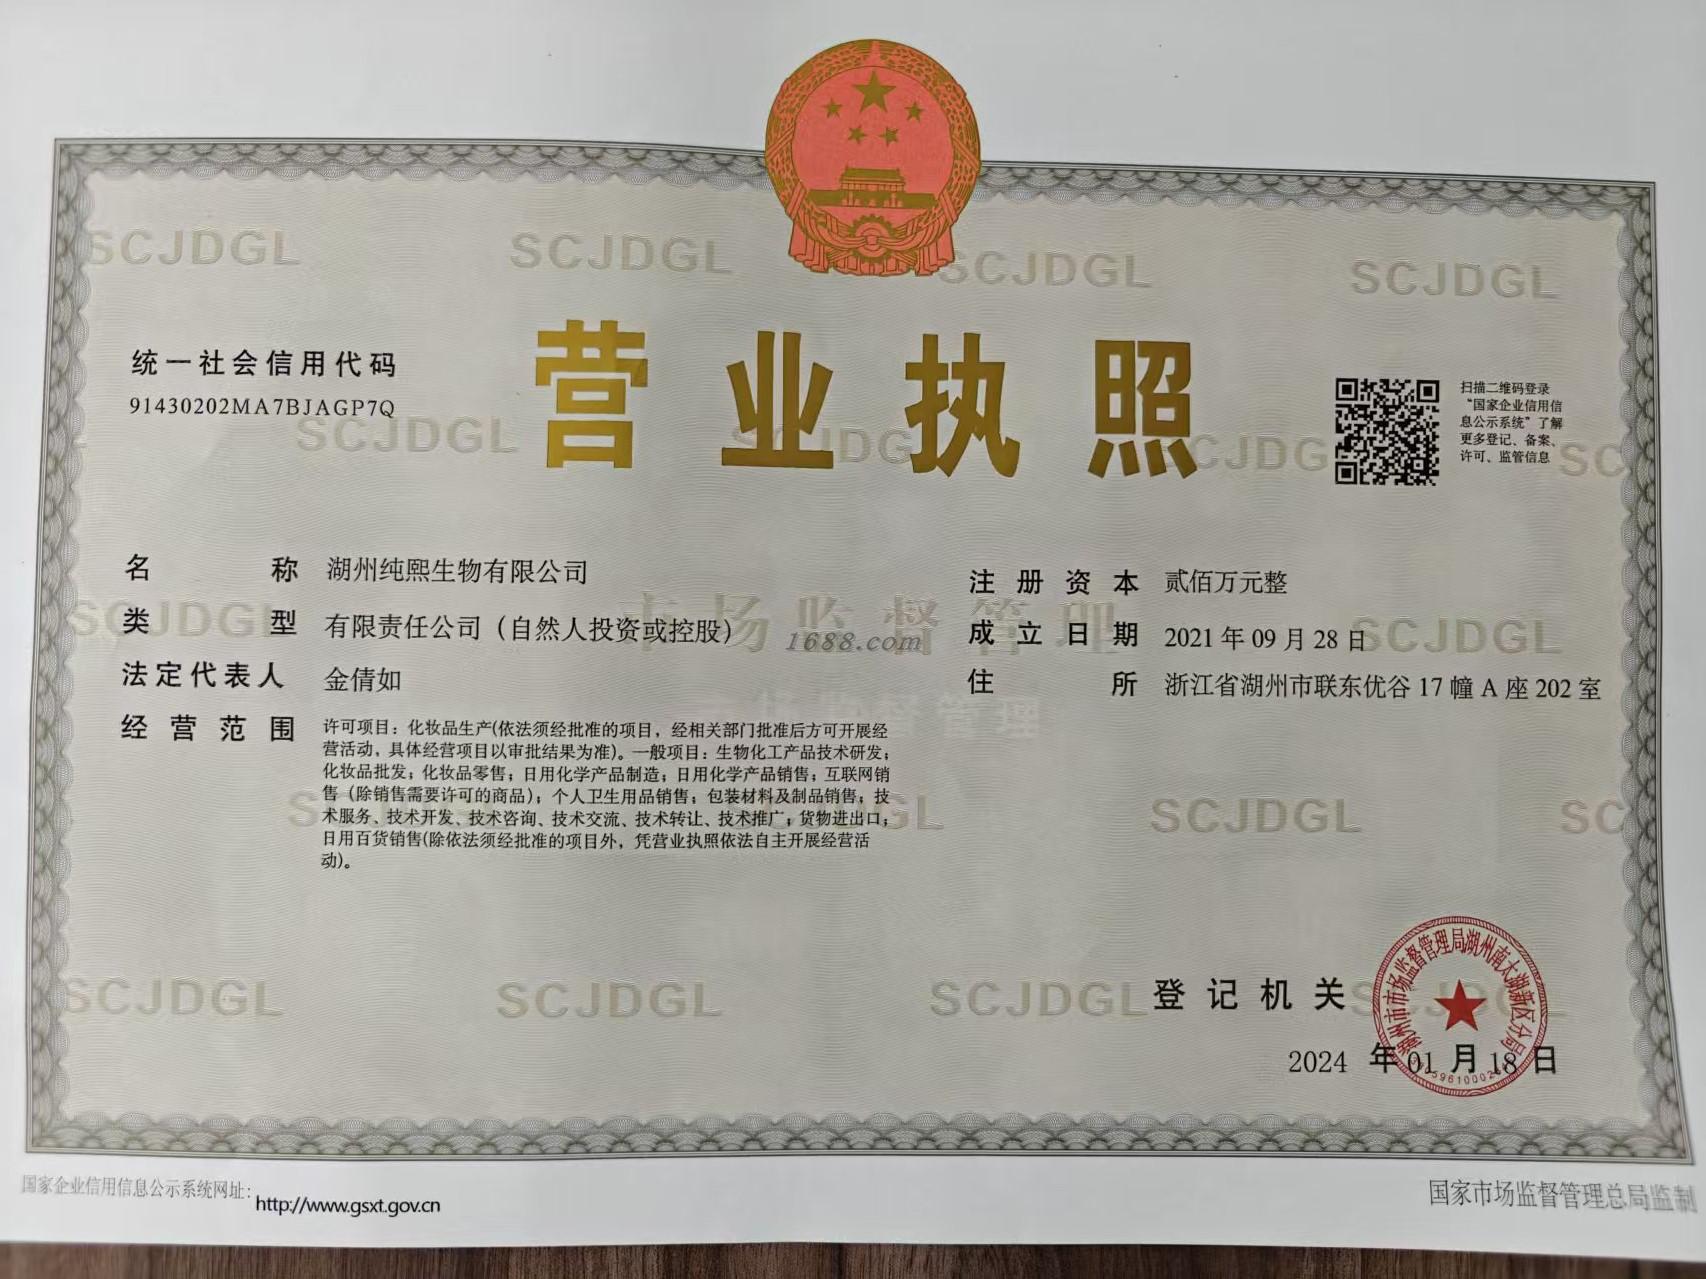 统一社会信用代码
91430202MA7BJAGP7Q
营业执照
扫描二维码登录
“国家企业信用信
息公示系统”了解
更多登记、备案、
许可、监管信息
名称 湖州纯熙生物有限公司
类型 有限责任公司（自然人投资或控股）
法定代表人 金倩如
经营范围 许可项目：化妆品生产(依法须经批准的项目，经相关部门批准后方可开展经
营活动，具体经营项目以审批结果为准)。一般项目：生物化工产品技术研发；
化妆品批发；化妆品零售；日用化学产品制造；日用化学产品销售；互联网销
售（除销售需要许可的商品）；个人卫生用品销售；包装材料及制品销售；技
术服务、技术开发、技术咨询、技术交流、技术转让、技术推广；货物进出口；
日用百货销售(除依法须经批准的项目外，凭营业执照依法自主开展经营活
动)。
注册资本 贰佰万元整
成立日期 2021年09月28日
住所 浙江省湖州市联东优谷17幢A座202室
市场监督管理
1688.com
SCJDGL
登记机关
湖州市市场监督管理局湖州南太湖新区分局
2024年01月18日
国家企业信用信息公示系统网址：
http://www.gsxt.gov.cn
国家市场监督管理总局监制